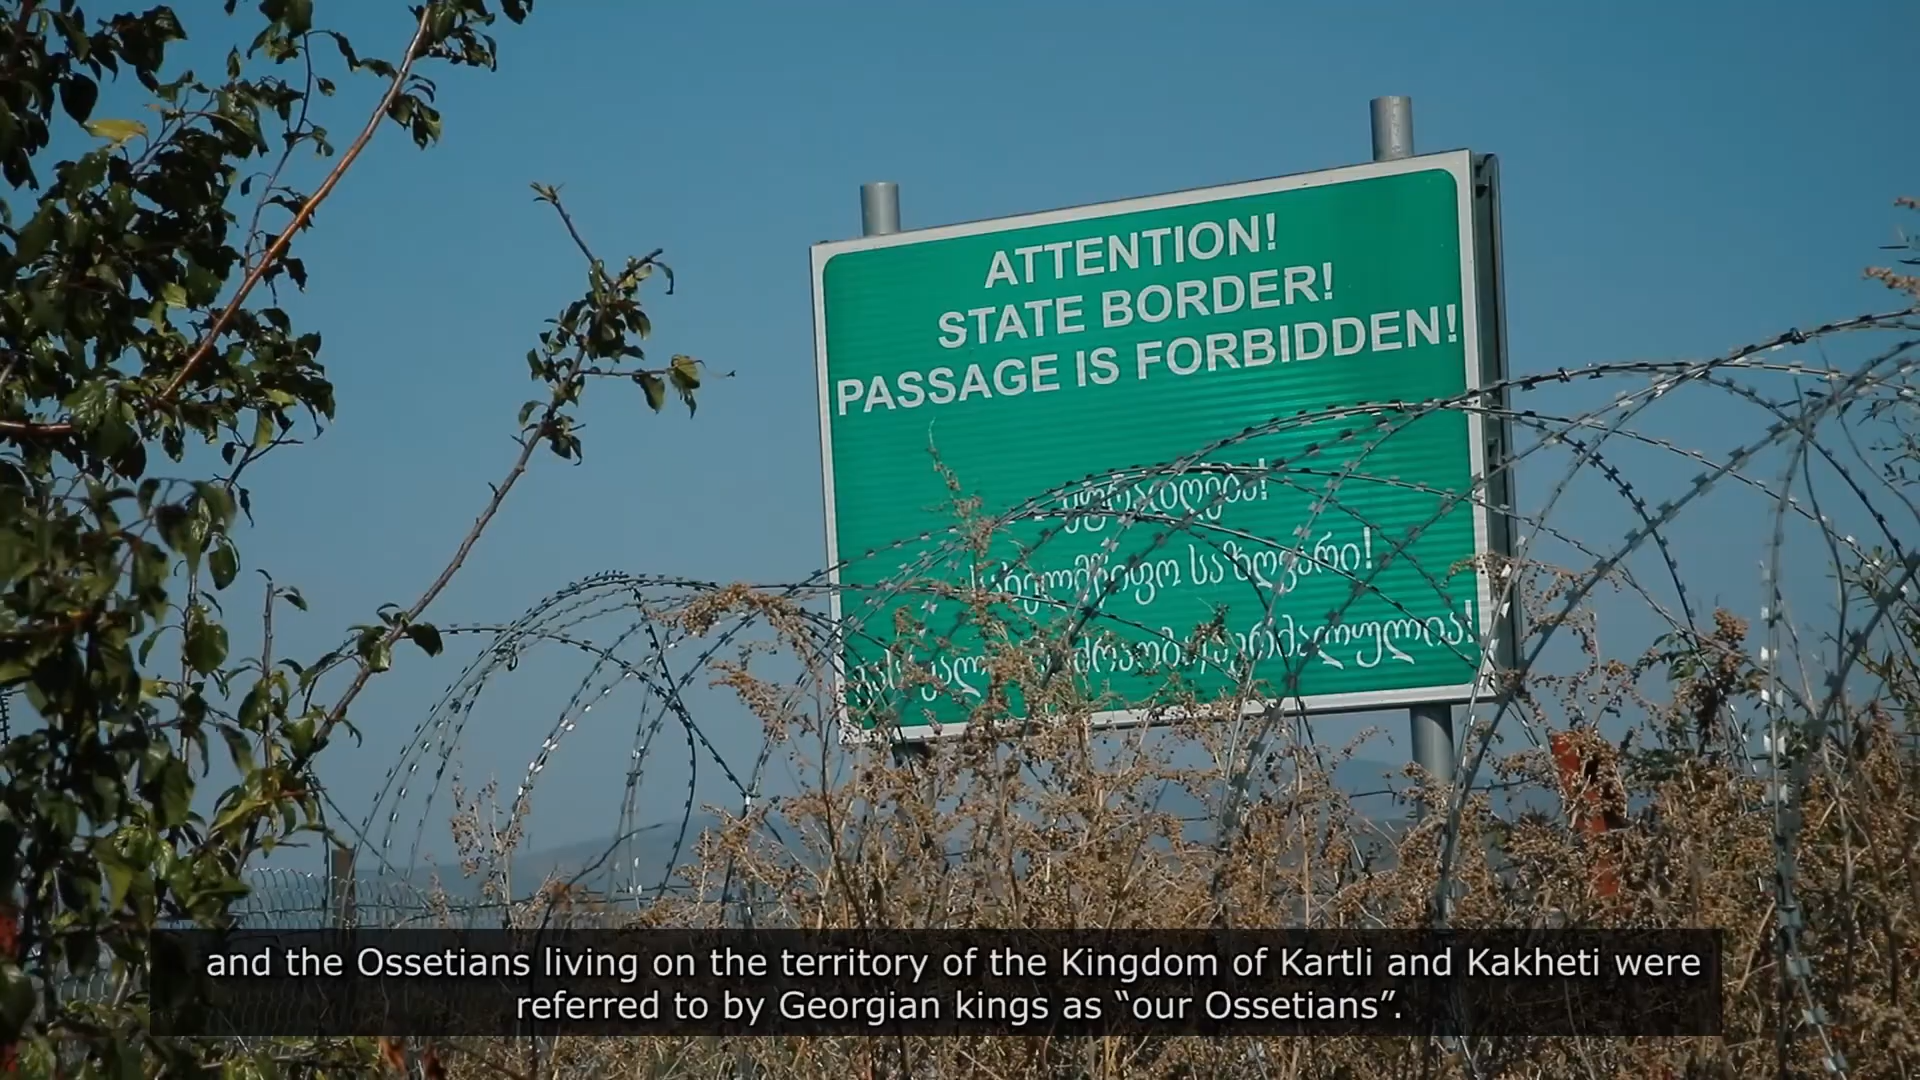 ATTENTION!
STATE BORDER!
PASSAGE IS FORBIDDEN!
სახელმწიფო საზღვარი!
აკრძალულია!
and the Ossetians living on the territory of the Kingdom of Kartli and Kakheti were
referred to by Georgian kings as “our Ossetians”.